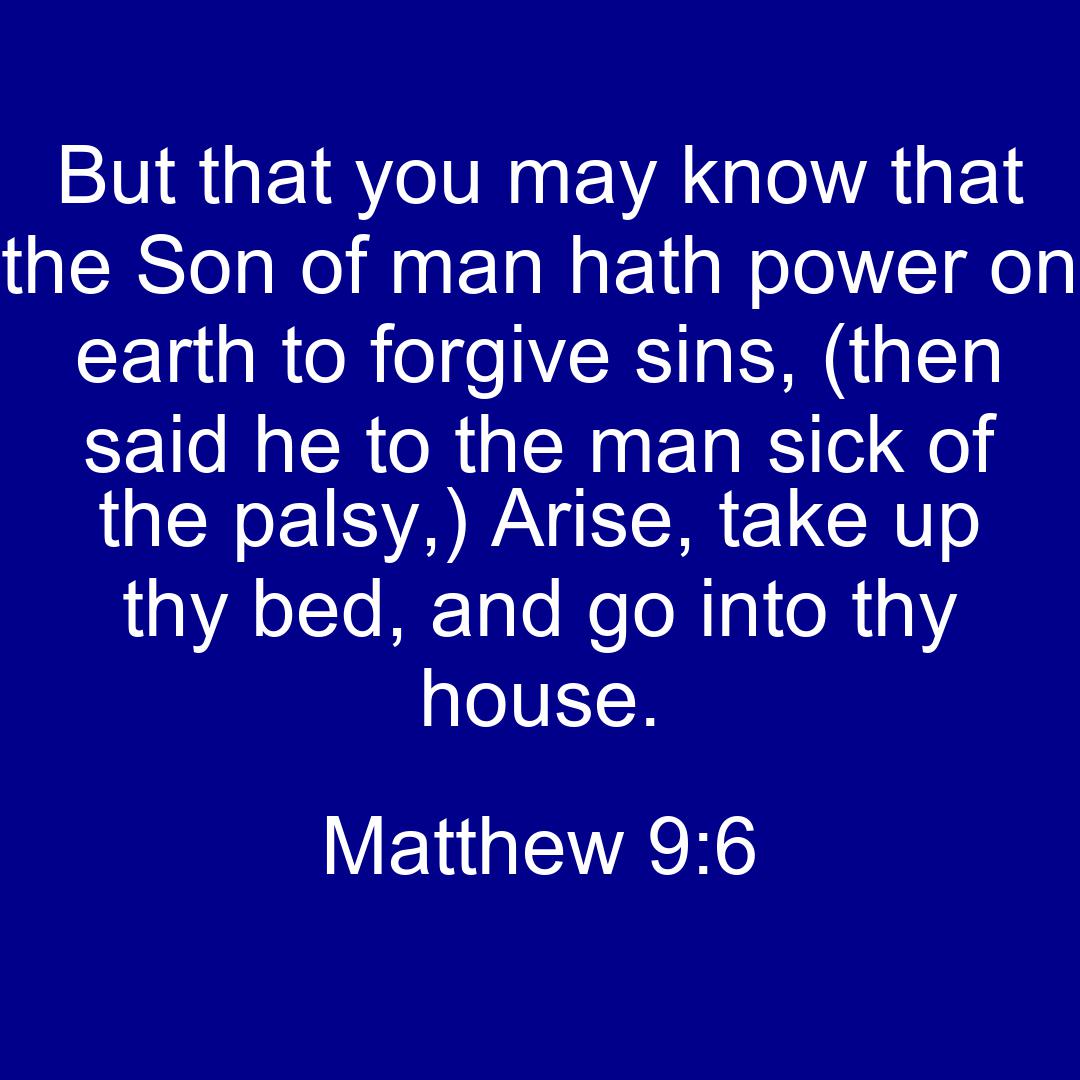 But that you may know that
the Son of man hath power on
earth to forgive sins, (then
said he to the man sick of
the palsy,) Arise, take up
thy bed, and go into thy
house.
Matthew 9:6